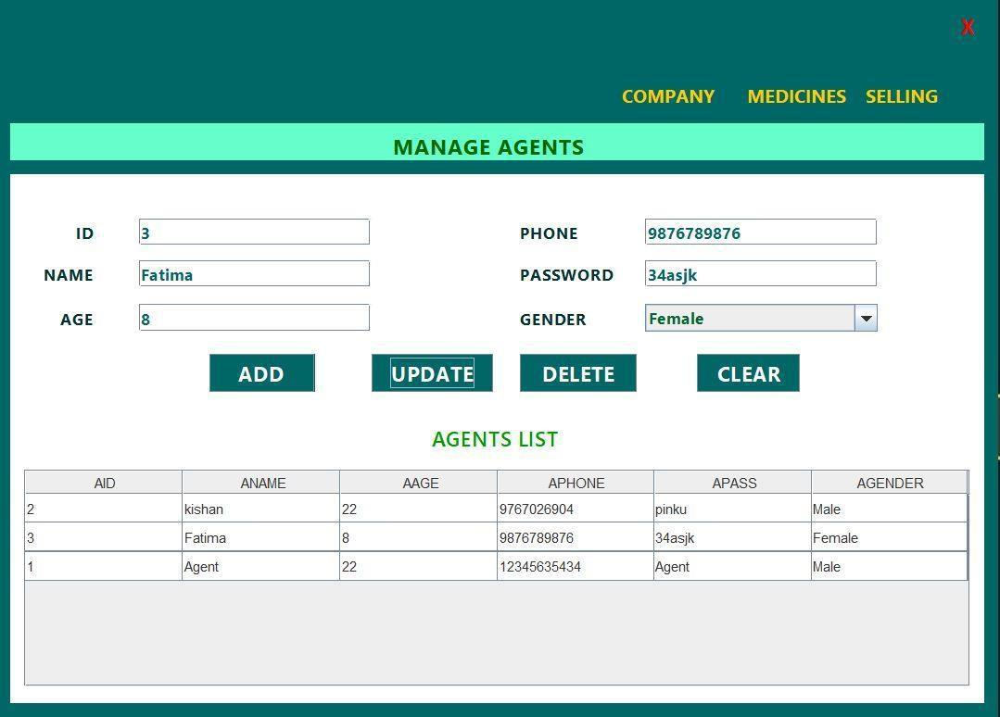 X
COMPANY MEDICINES SELLING
MANAGE AGENTS
ID 3 PHONE 9876789876
NAME Fatima PASSWORD 34asjk
AGE 8 GENDER Female
ADD UPDATE DELETE CLEAR
AGENTS LIST
AID ANAME AAGE APHONE APASS AGENDER
2 kishan 22 9767026904 pinku Male
3 Fatima 8 9876789876 34asjk Female
1 Agent 22 12345635434 Agent Male